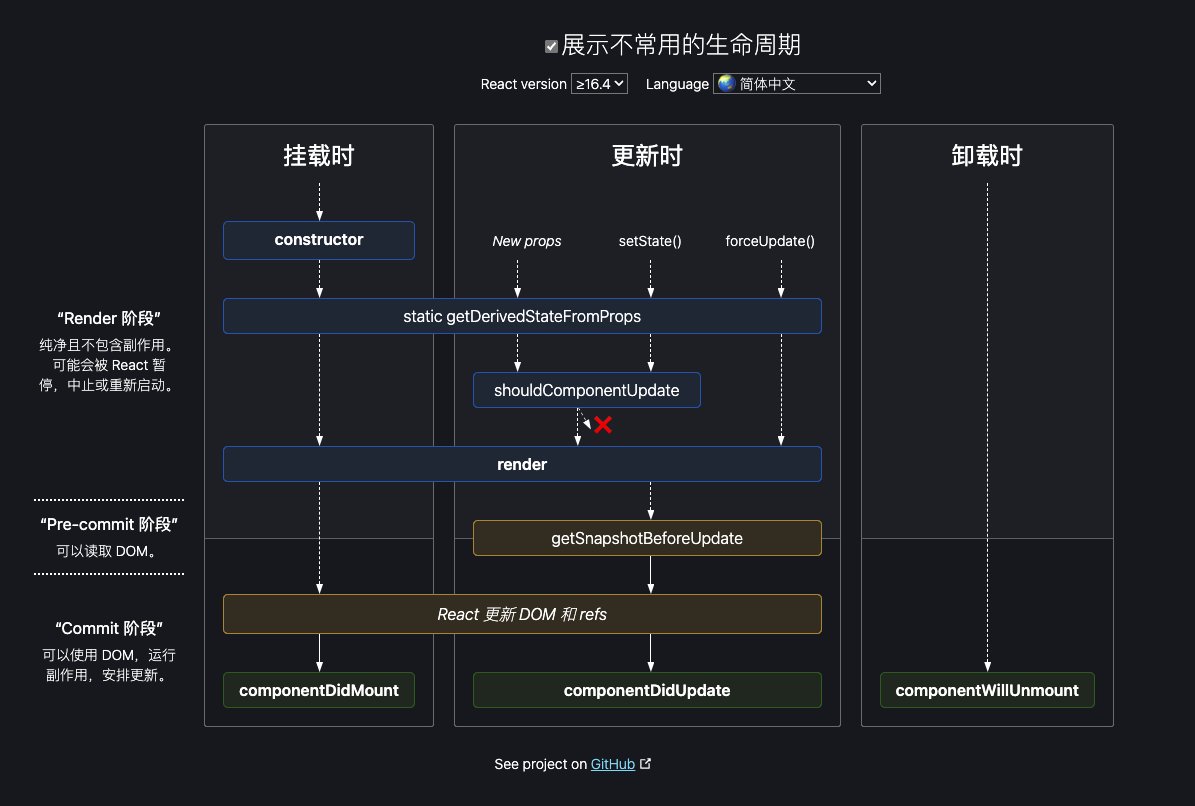 展示不常用的生命周期
React version ≥16.4 Language 简体中文
挂载时
更新时
卸载时
constructor
New props
setState()
forceUpdate()
“Render 阶段”
纯净且不包含副作用。
可能会被 React 暂
停，中止或重新启动。
static getDerivedStateFromProps
shouldComponentUpdate
render
“Pre-commit 阶段”
可以读取 DOM。
getSnapshotBeforeUpdate
“Commit 阶段”
可以使用 DOM，运行
副作用，安排更新。
React 更新 DOM 和 refs
componentDidMount
componentDidUpdate
componentWillUnmount
See project on GitHub